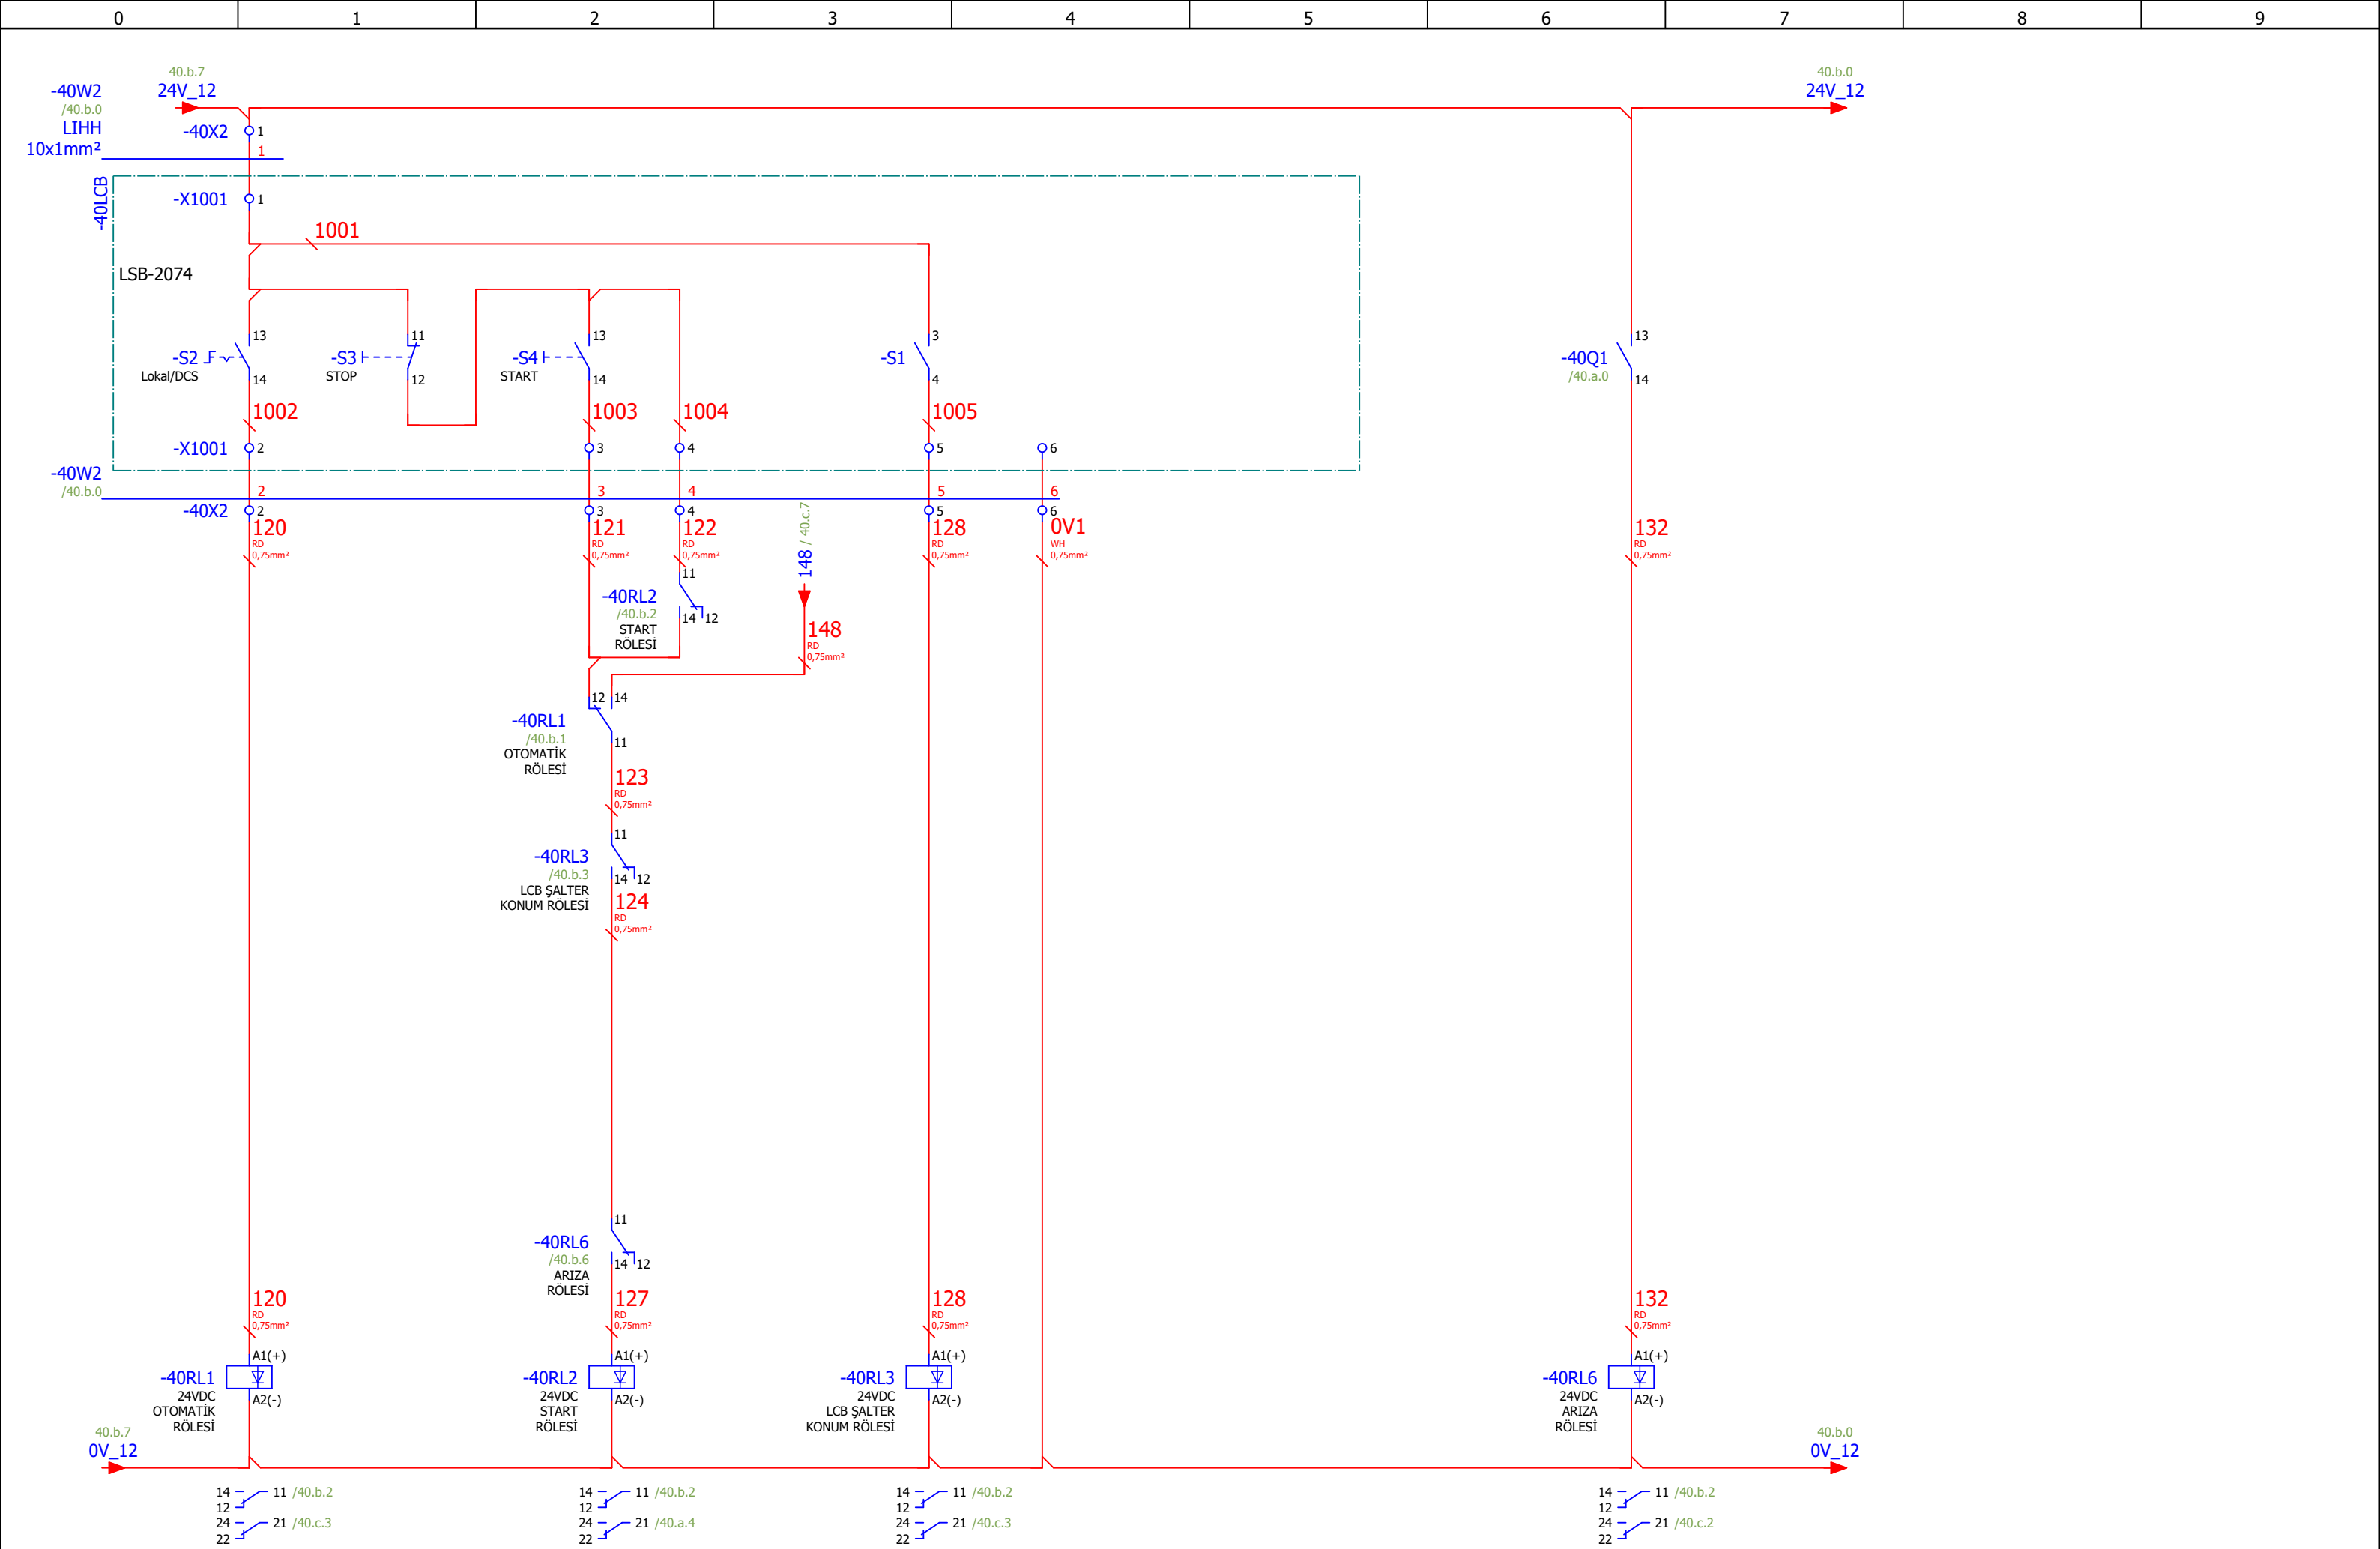 0 1 2 3 4 5 6 7 8 9
40.b.7
24V_12
40.b.0
24V_12
-40W2
/40.b.0
LIHH
10x1mm²
-40X2 1
1
-40LCB
-X1001 1
1001
LSB-2074
13 11 13 3 13
-S2 -S3 -S4 -S1 -40Q1
Lokal/DCS STOP START /40.a.0
14 12 14 4 14
1002 1003 1004 1005
-X1001 2 3 4 5 6
-40W2
/40.b.0
2 3 4 5 6
-40X2 2 3 4 5 6
120 121 122 128 0V1 132
RD RD RD RD WH RD
0,75mm² 0,75mm² 0,75mm² 0,75mm² 0,75mm² 0,75mm²
148 / 40.c.7
11
-40RL2
/40.b.2
14 12
START
RÖLESİ
148
RD
0,75mm²
12 14
-40RL1
/40.b.1
11
OTOMATİK
RÖLESİ
123
RD
0,75mm²
11
-40RL3
/40.b.3
14 12
LCB ŞALTER
KONUM RÖLESİ
124
RD
0,75mm²
11
-40RL6
/40.b.6
14 12
ARIZA
RÖLESİ
120 127 128 132
RD RD RD RD
0,75mm² 0,75mm² 0,75mm² 0,75mm²
A1(+) A1(+) A1(+) A1(+)
-40RL1 -40RL2 -40RL3 -40RL6
24VDC 24VDC 24VDC 24VDC
A2(-) A2(-) A2(-) A2(-)
OTOMATİK START LCB ŞALTER ARIZA
RÖLESİ RÖLESİ KONUM RÖLESİ RÖLESİ
40.b.7
0V_12
40.b.0
0V_12
14 11 /40.b.2 14 11 /40.b.2 14 11 /40.b.2 14 11 /40.b.2
12 12 12 12
24 21 /40.c.3 24 21 /40.a.4 24 21 /40.c.3 24 21 /40.c.2
22 22 22 22